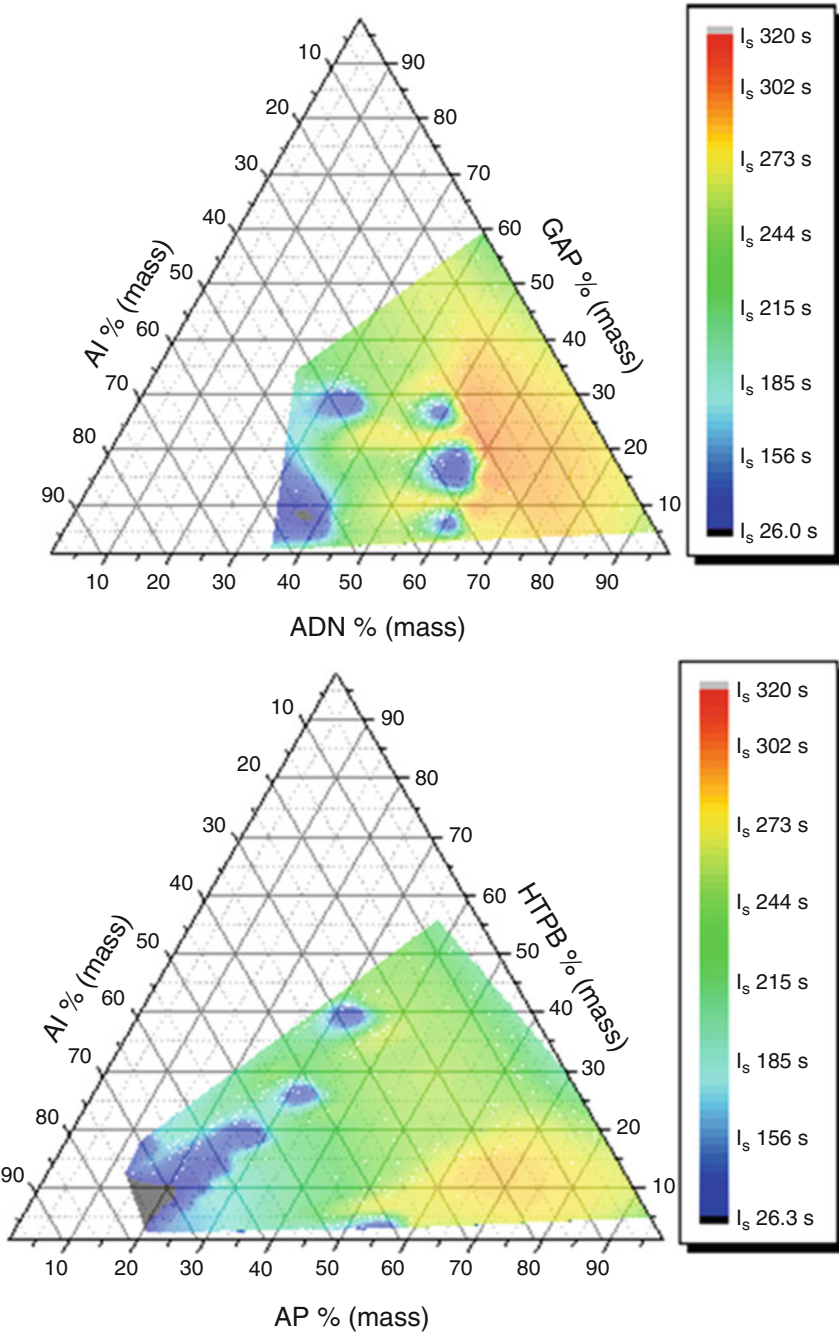 10
20
30
40
50
60
70
80
90
Al % (mass)
90
80
70
60
50
40
30
20
10
GAP % (mass)
10
20
30
40
50
60
70
80
90
ADN % (mass)
Is 320 s
Is 302 s
Is 273 s
Is 244 s
Is 215 s
Is 185 s
Is 156 s
Is 26.0 s
10
20
30
40
50
60
70
80
90
Al % (mass)
90
80
70
60
50
40
30
20
10
HTPB % (mass)
10
20
30
40
50
60
70
80
90
AP % (mass)
Is 320 s
Is 302 s
Is 273 s
Is 244 s
Is 215 s
Is 185 s
Is 156 s
Is 26.3 s